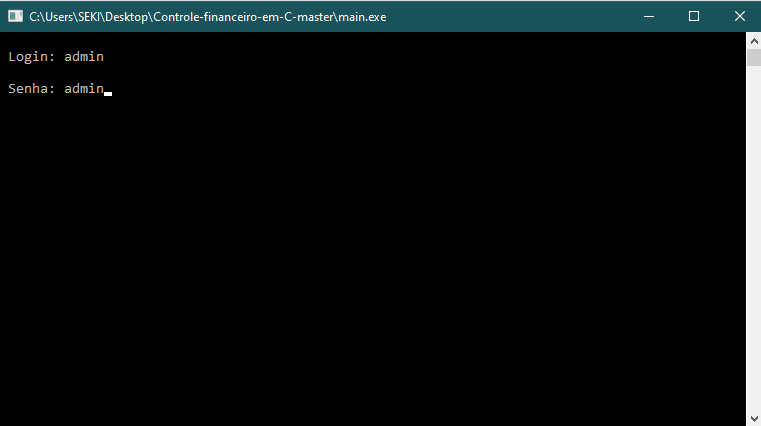 C:\Users\SEKI\Desktop\Controle-financeiro-em-C-master\main.exe
Login: admin
Senha: admin